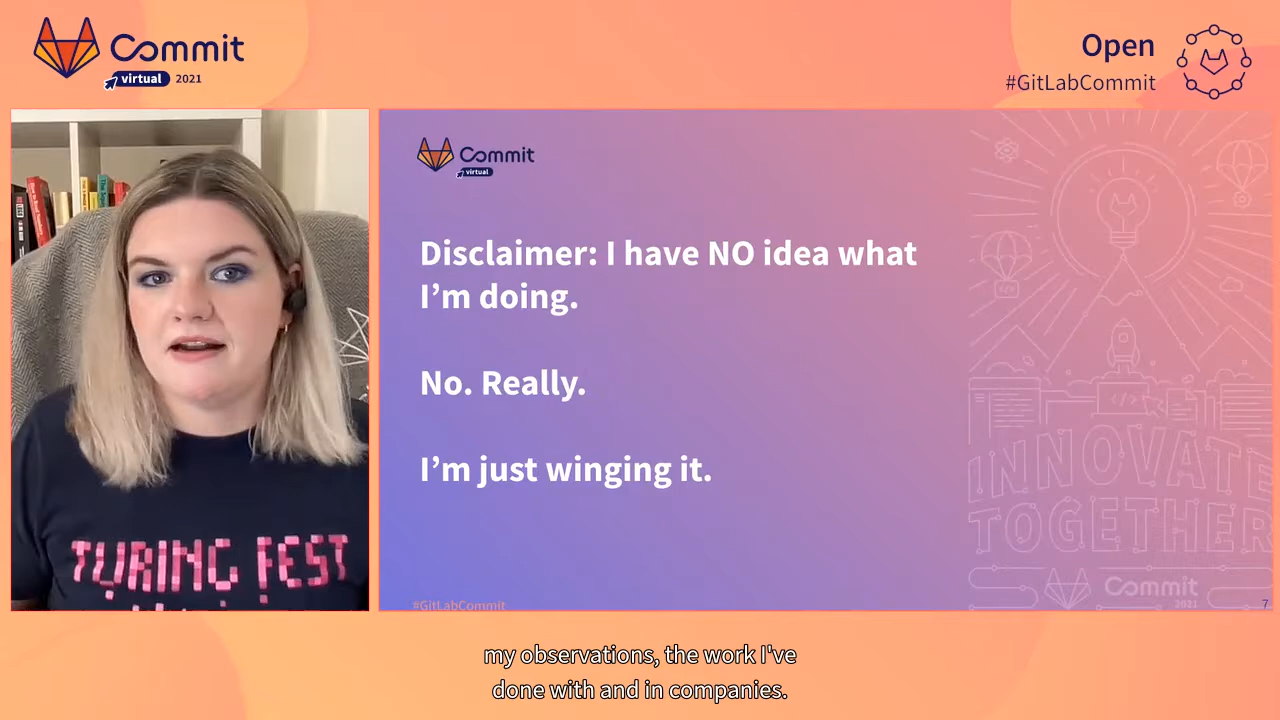 Commit
virtual 2021
Open
#GitLabCommit
Commit
virtual
Disclaimer: I have NO idea what
I'm doing.
No. Really.
I'm just winging it.
</>
INNOVATE
TOGETHER
Commit
2021
#GitLabCommit
7
TURING FEST
my observations, the work I've
done with and in companies.